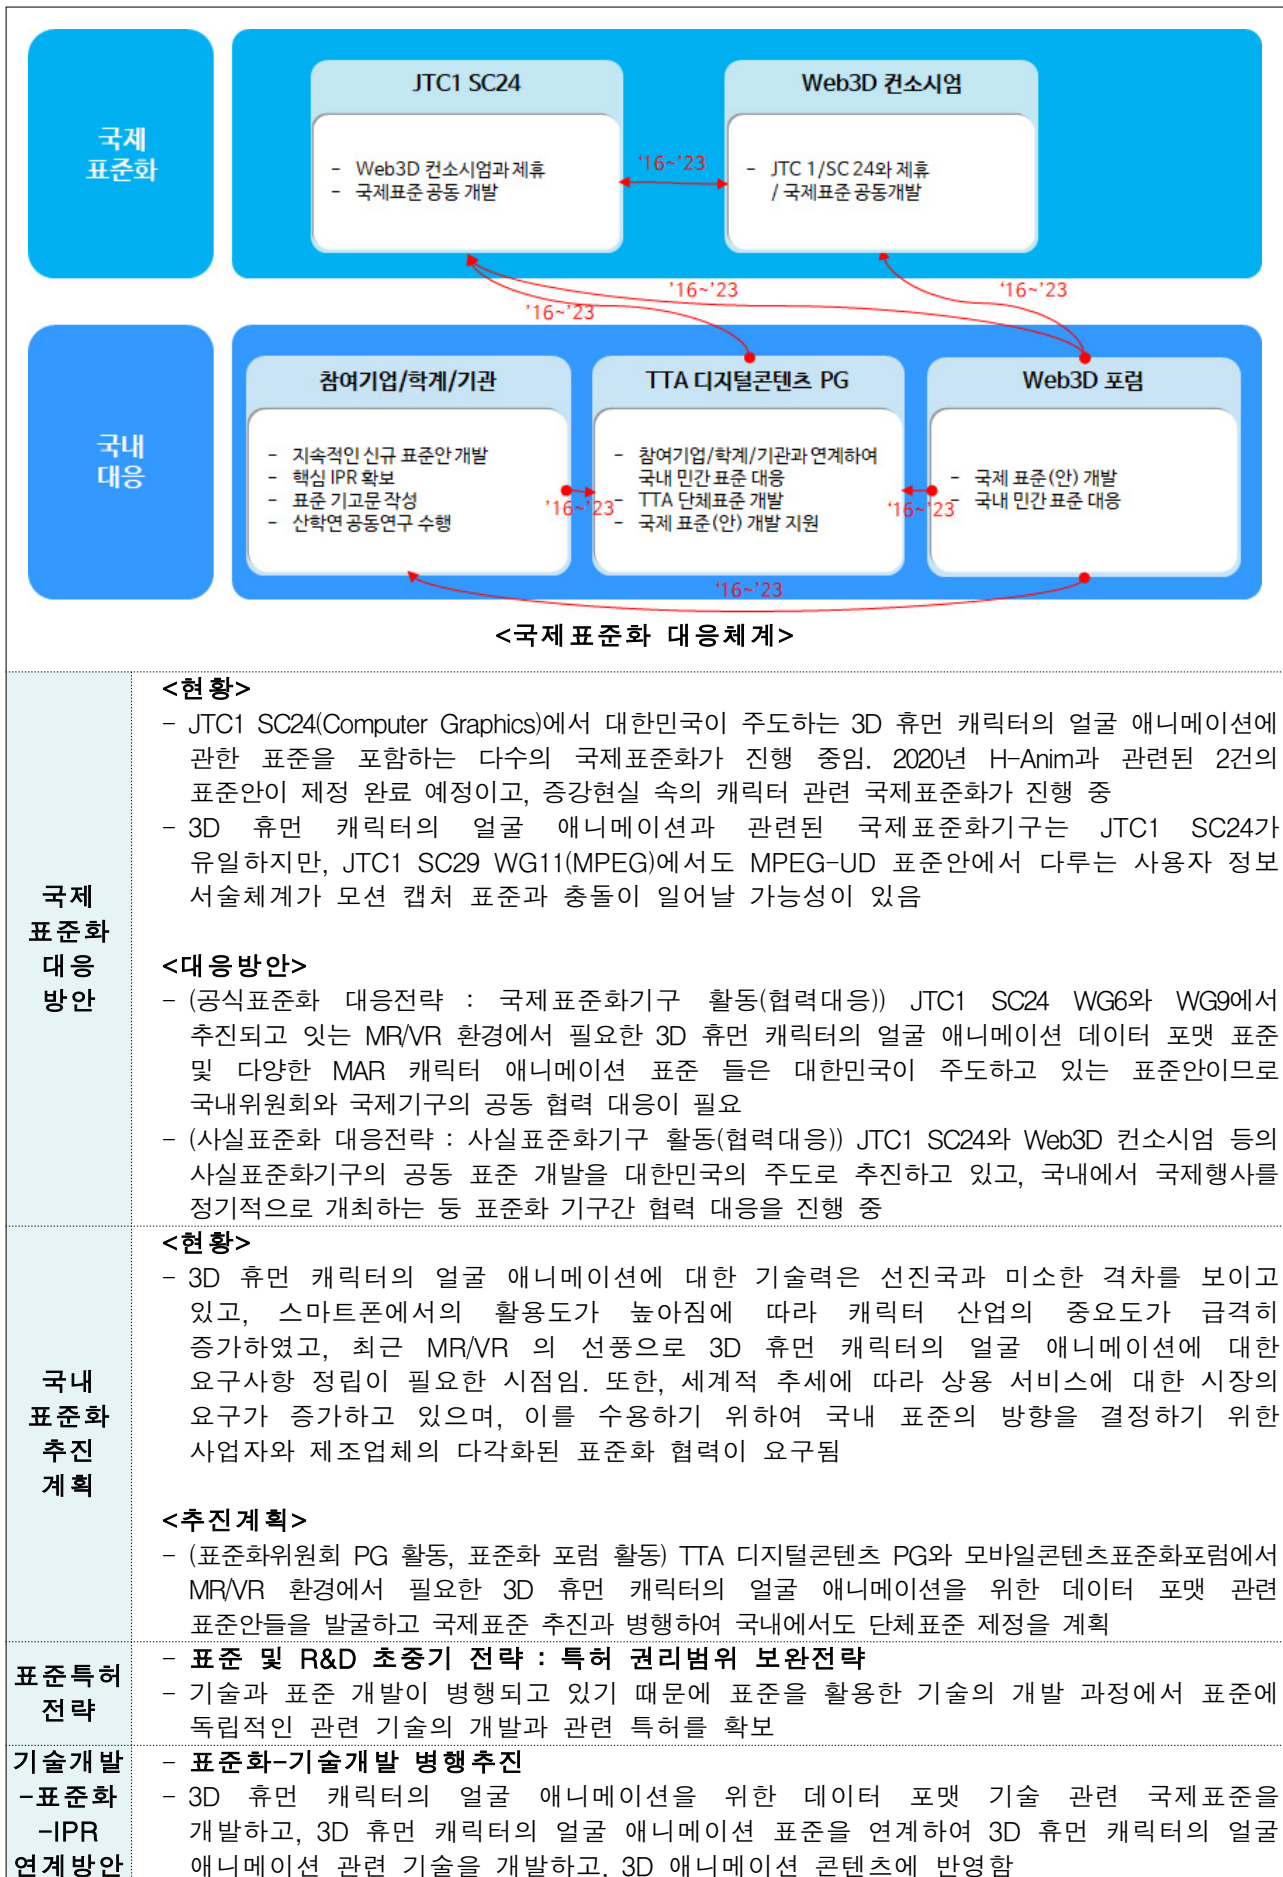 국제
표준화
JTC1 SC24
- Web3D 컨소시엄과 제휴
- 국제표준 공동 개발
'16~'23
Web3D 컨소시엄
- JTC 1/SC 24와 제휴
/ 국제표준 공동개발
'16~'23
'16~'23
'16~'23
국내
대응
참여기업/학계/기관
- 지속적인 신규 표준안 개발
- 핵심 IPR 확보
- 표준 기고문 작성
- 산학연 공동연구 수행
'16~'23
TTA 디지털콘텐츠 PG
- 참여기업/학계/기관과 연계하여
국내 민간 표준 대응
- TTA 단체표준 개발
- 국제 표준(안) 개발 지원
'16~'23
Web3D 포럼
- 국제 표준(안) 개발
- 국내 민간 표준 대응
'16~'23
<국제표준화 대응체계>
국제
표준화
대응
방안
<현황>
- JTC1 SC24(Computer Graphics)에서 대한민국이 주도하는 3D 휴먼 캐릭터의 얼굴 애니메이션에
관한 표준을 포함하는 다수의 국제표준화가 진행 중임. 2020년 H-Anim과 관련된 2건의
표준안이 제정 완료 예정이고, 증강현실 속의 캐릭터 관련 국제표준화가 진행 중
- 3D 휴먼 캐릭터의 얼굴 애니메이션과 관련된 국제표준화기구는 JTC1 SC24가
유일하지만, JTC1 SC29 WG11(MPEG)에서도 MPEG-UD 표준안에서 다루는 사용자 정보
서술체계가 모션 캡처 표준과 충돌이 일어날 가능성이 있음
<대응방안>
- (공식표준화 대응전략 : 국제표준화기구 활동(협력대응)) JTC1 SC24 WG6와 WG9에서
추진되고 잇는 MR/VR 환경에서 필요한 3D 휴먼 캐릭터의 얼굴 애니메이션 데이터 포맷 표준
및 다양한 MAR 캐릭터 애니메이션 표준 들은 대한민국이 주도하고 있는 표준안이므로
국내위원회와 국제기구의 공동 협력 대응이 필요
- (사실표준화 대응전략 : 사실표준화기구 활동(협력대응)) JTC1 SC24와 Web3D 컨소시엄 등의
사실표준화기구의 공동 표준 개발을 대한민국의 주도로 추진하고 있고, 국내에서 국제행사를
정기적으로 개최하는 둥 표준화 기구간 협력 대응을 진행 중
국내
표준화
추진
계획
<현황>
- 3D 휴먼 캐릭터의 얼굴 애니메이션에 대한 기술력은 선진국과 미소한 격차를 보이고
있고, 스마트폰에서의 활용도가 높아짐에 따라 캐릭터 산업의 중요도가 급격히
증가하였고, 최근 MR/VR 의 선풍으로 3D 휴먼 캐릭터의 얼굴 애니메이션에 대한
요구사항 정립이 필요한 시점임. 또한, 세계적 추세에 따라 상용 서비스에 대한 시장의
요구가 증가하고 있으며, 이를 수용하기 위하여 국내 표준의 방향을 결정하기 위한
사업자와 제조업체의 다각화된 표준화 협력이 요구됨
<추진계획>
- (표준화위원회 PG 활동, 표준화 포럼 활동) TTA 디지털콘텐츠 PG와 모바일콘텐츠표준화포럼에서
MR/VR 환경에서 필요한 3D 휴먼 캐릭터의 얼굴 애니메이션을 위한 데이터 포맷 관련
표준안들을 발굴하고 국제표준 추진과 병행하여 국내에서도 단체표준 제정을 계획
표준특허
전략
- 표준 및 R&D 초중기 전략 : 특허 권리범위 보완전략
- 기술과 표준 개발이 병행되고 있기 때문에 표준을 활용한 기술의 개발 과정에서 표준에
독립적인 관련 기술의 개발과 관련 특허를 확보
기술개발
-표준화
-IPR
연계방안
- 표준화-기술개발 병행추진
- 3D 휴먼 캐릭터의 얼굴 애니메이션을 위한 데이터 포맷 기술 관련 국제표준을
개발하고, 3D 휴먼 캐릭터의 얼굴 애니메이션 표준을 연계하여 3D 휴먼 캐릭터의 얼굴
애니메이션 관련 기술을 개발하고, 3D 애니메이션 콘텐츠에 반영함